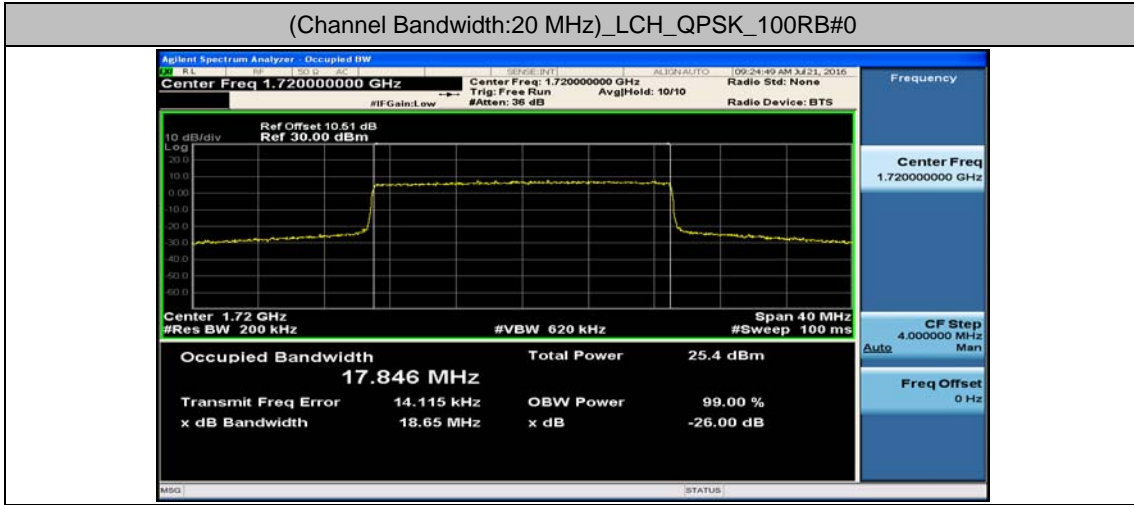 (Channel Bandwidth:20 MHz)_LCH_QPSK_100RB#0
Agilent Spectrum Analyzer - Occupied BW
RL RF 50 Ω AC SENSE:INT ALIGN AUTO 09:24:49 AM Jul 21, 2016
Center Freq 1.720000000 GHz
Center Freq: 1.720000000 GHz
Radio Std: None
Trig: Free Run Avg|Hold: 10/10
#IFGain:Low #Atten: 36 dB Radio Device: BTS
Frequency
Ref Offset 10.51 dB
10 dB/div Ref 30.00 dBm
Log
20.0
10.0
0.00
-10.0
-20.0
-30.0
-40.0
-50.0
-60.0
Center Freq
1.720000000 GHz
Center 1.72 GHz Span 40 MHz
#Res BW 200 kHz #VBW 620 kHz #Sweep 100 ms
CF Step
4.000000 MHz
Auto Man
Occupied Bandwidth Total Power 25.4 dBm
17.846 MHz
Transmit Freq Error 14.115 kHz OBW Power 99.00 %
x dB Bandwidth 18.65 MHz x dB -26.00 dB
Freq Offset
0 Hz
MSG STATUS